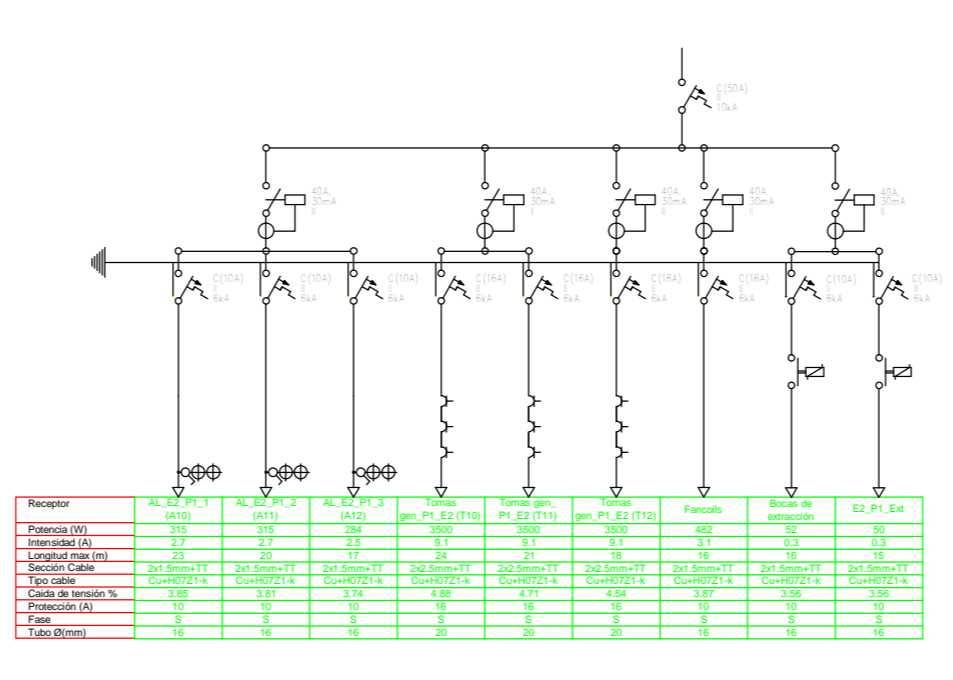 C(50A)
II
10kA
40A,
30mA
II
40A,
30mA
II
40A,
30mA
II
40A,
30mA
II
40A,
30mA
II
C(10A)
II
6kA
C(10A)
II
6kA
C(10A)
II
6kA
C(16A)
II
6kA
C(16A)
II
6kA
C(16A)
II
6kA
C(16A)
II
6kA
C(10A)
II
6kA
C(10A)
II
6kA
Receptor AL_E2_P1_1 AL_E2_P1_2 AL_E2_P1_3 Tomas Tomas gen_ Tomas Fancoils Bocas de E2_P1_Ext
(A10) (A11) (A12) gen_P1_E2 (T10) P1_E2 (T11) gen_P1_E2 (T12) extracción
Potencia (W) 315 315 284 3500 3500 3500 482 52 50
Intensidad (A) 2.7 2.7 2.5 9.1 9.1 9.1 3.1 0.3 0.3
Longitud max (m) 23 20 17 24 21 18 16 16 15
Sección Cable 2x1.5mm+TT 2x1.5mm+TT 2x1.5mm+TT 2x2.5mm+TT 2x2.5mm+TT 2x2.5mm+TT 2x1.5mm+TT 2x1.5mm+TT 2x1.5mm+TT
Tipo cable Cu+H07Z1-k Cu+H07Z1-k Cu+H07Z1-k Cu+H07Z1-k Cu+H07Z1-k Cu+H07Z1-k Cu+H07Z1-k Cu+H07Z1-k Cu+H07Z1-k
Caida de tensión % 3.85 3.81 3.74 4.88 4.71 4.54 3.87 3.56 3.56
Protección (A) 10 10 10 16 16 16 10 10 10
Fase S S S S S S S S S
Tubo Ø(mm) 16 16 16 20 20 20 16 16 16